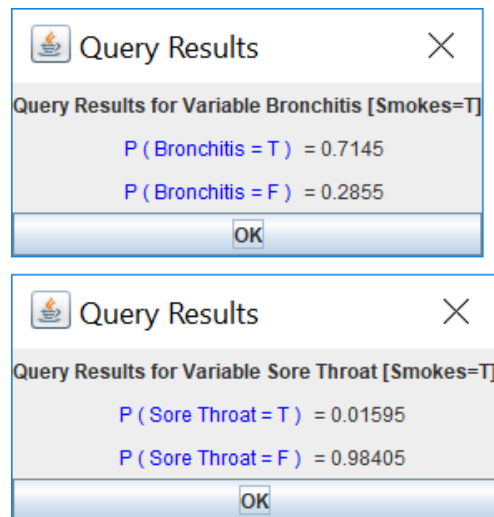 Query Results
Query Results for Variable Bronchitis [Smokes=T]
P ( Bronchitis = T ) = 0.7145
P ( Bronchitis = F ) = 0.2855
OK
Query Results
Query Results for Variable Sore Throat [Smokes=T]
P ( Sore Throat = T ) = 0.01595
P ( Sore Throat = F ) = 0.98405
OK